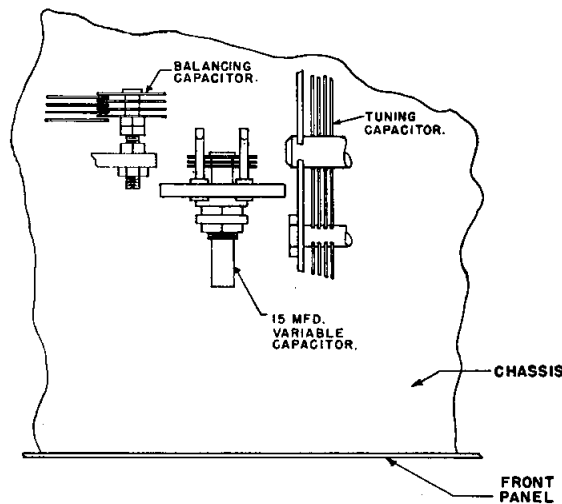 BALANCING
CAPACITOR.
TUNING
CAPACITOR.
15 MFD.
VARIABLE
CAPACITOR.
CHASSIS
FRONT
PANEL